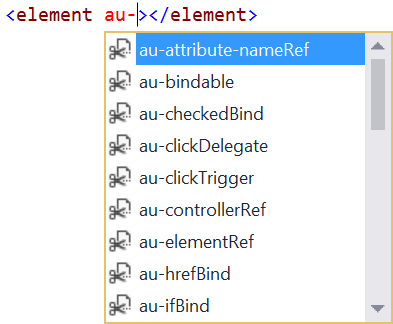 <element au-></element>
au-attribute-nameRef
au-bindable
au-checkedBind
au-clickDelegate
au-clickTrigger
au-controllerRef
au-elementRef
au-hrefBind
au-ifBind